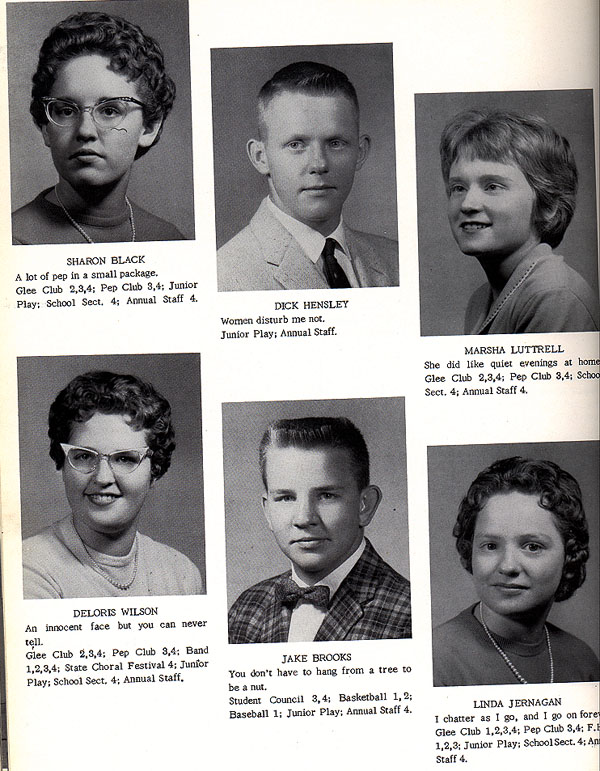 SHARON BLACK
A lot of pep in a small package.
Glee Club 2,3,4; Pep Club 3,4; Junior
Play; School Sect. 4; Annual Staff 4.
DICK HENSLEY
Women disturb me not.
Junior Play; Annual Staff.
MARSHA LUTTRELL
She did like quiet evenings at home
Glee Club 2,3,4; Pep Club 3,4;
Sect. 4; Annual Staff 4.
DELORIS WILSON
An innocent face but you can never
tell.
Glee Club 2,3,4; Pep Club 3,4; Band
1,2,3,4; State Choral Festival 4; Junior
Play; School Sect. 4; Annual Staff.
JAKE BROOKS
You don't have to hang from a tree to
be a nut.
Student Council 3,4; Basketball 1,2;
Baseball 1; Junior Play; Annual Staff 4.
LINDA JERNAGAN
I chatter as I go, and I go on
Glee Club 1,2,3,4; Pep Club 3,4;
1,2,3; Junior Play; School Sect. 4;
Staff 4.